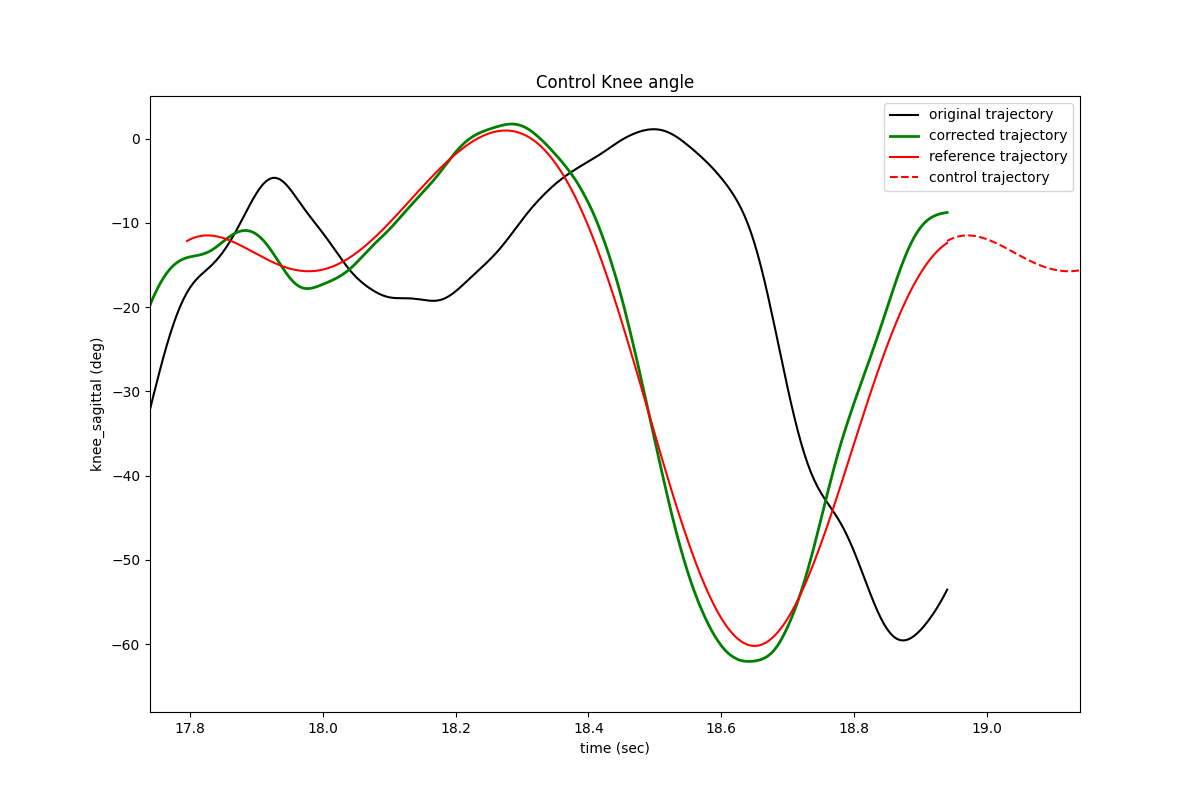 Control Knee angle
original trajectory
corrected trajectory
reference trajectory
control trajectory
0
−10
−20
−30
−40
−50
−60
knee_sagittal (deg)
17.8 18.0 18.2 18.4 18.6 18.8 19.0
time (sec)